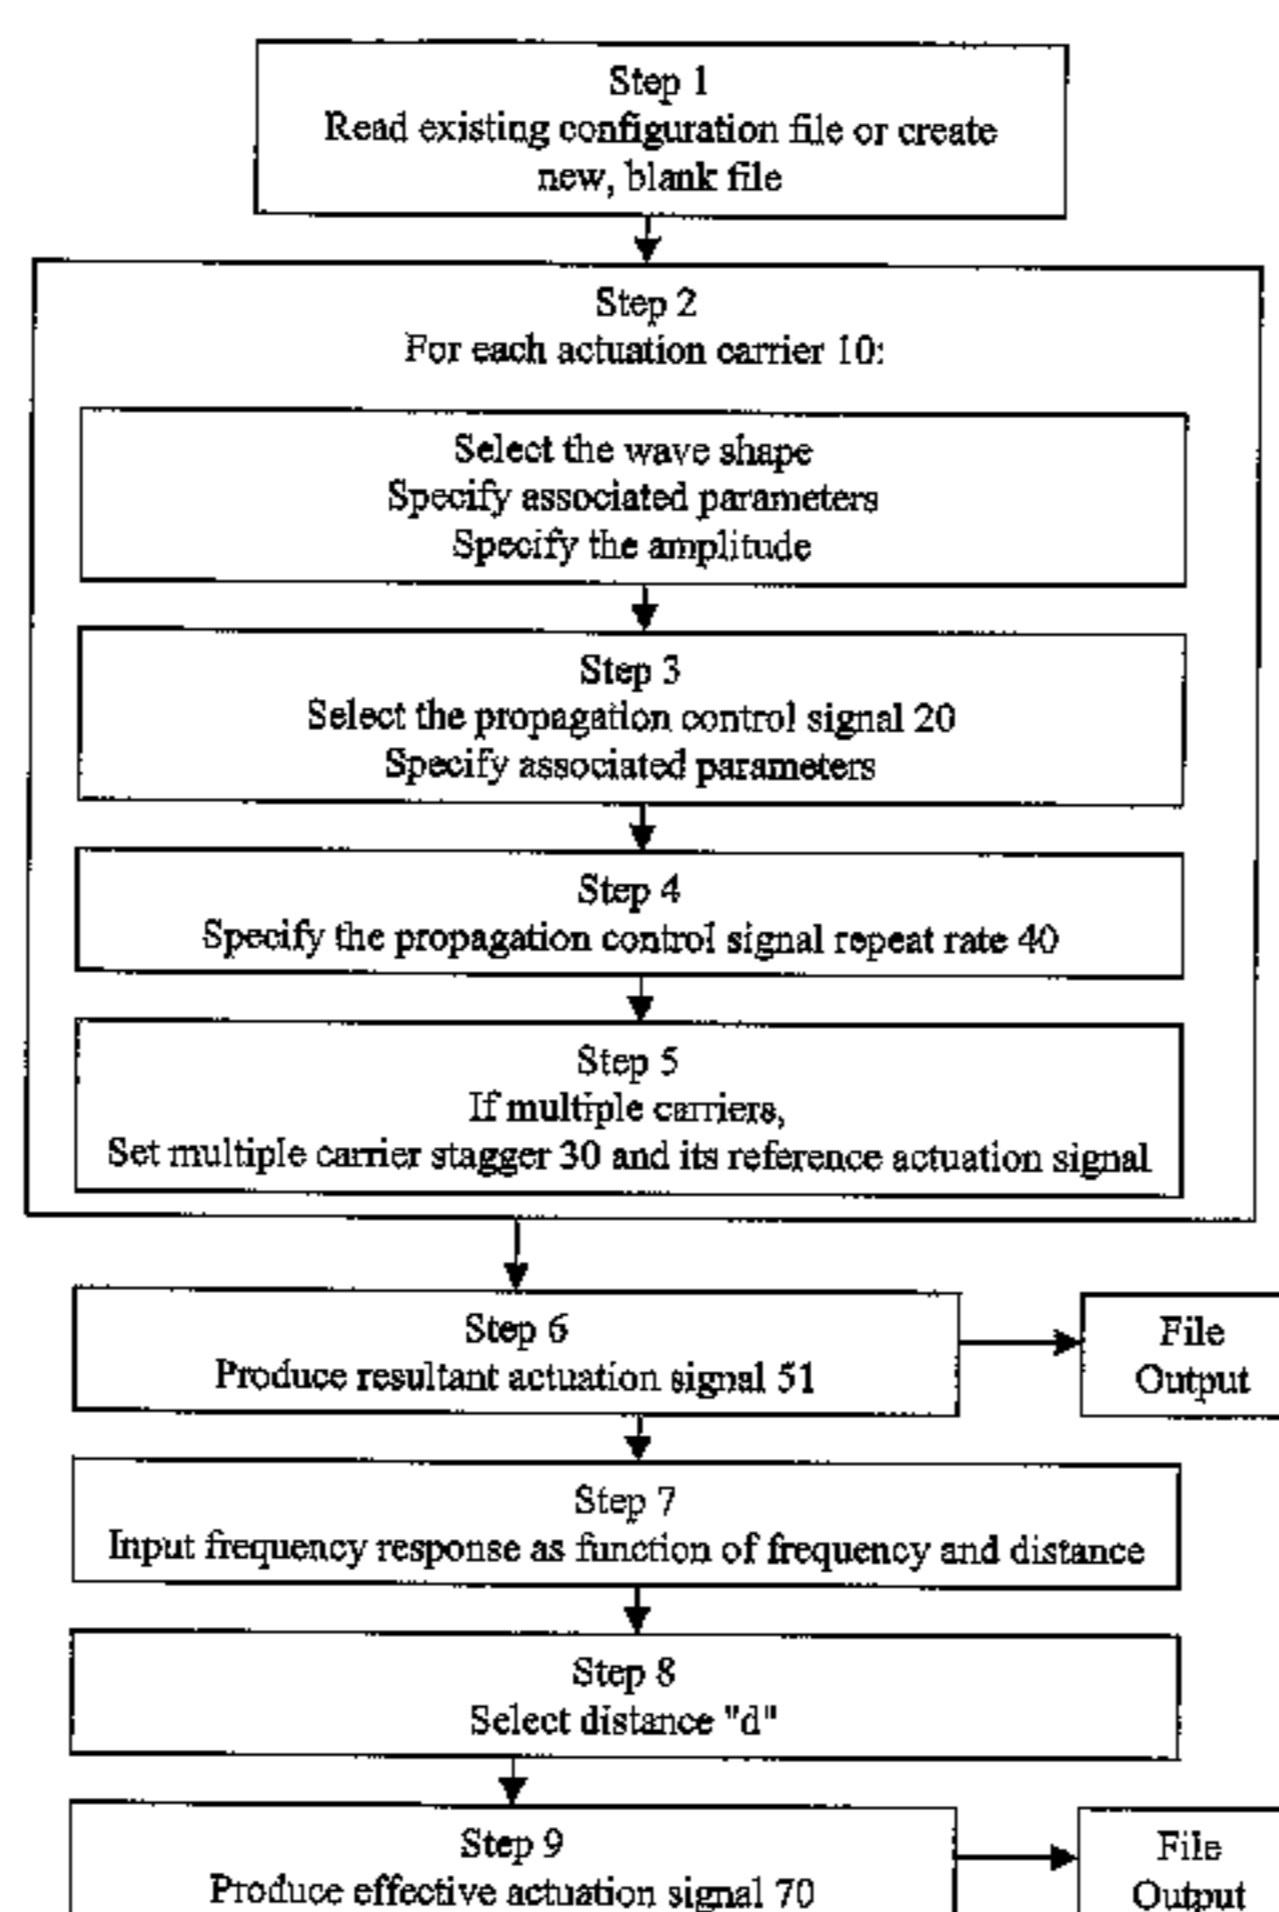 Step 1
Read existing configuration file or create
new, blank file
Step 2
For each actuation carrier 10:
Select the wave shape
Specify associated parameters
Specify the amplitude
Step 3
Select the propagation control signal 20
Specify associated parameters
Step 4
Specify the propagation control signal repeat rate 40
Step 5
If multiple carriers,
Set multiple carrier stagger 30 and its reference actuation signal
Step 6
Produce resultant actuation signal 51
File
Output
Step 7
Input frequency response as function of frequency and distance
Step 8
Select distance "d"
Step 9
Produce effective actuation signal 70
File
Output